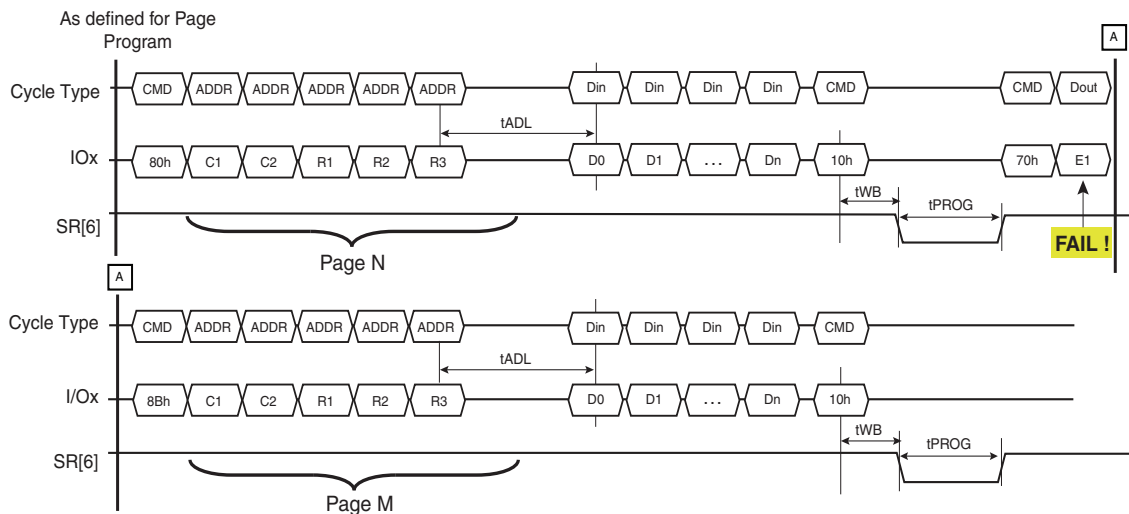 As defined for Page
Program
A
Cycle Type CMD ADDR ADDR ADDR ADDR ADDR Din Din Din Din CMD CMD Dout
tADL
IOx 80h C1 C2 R1 R2 R3 D0 D1 ... Dn 10h 70h E1
tWB tPROG
SR[6]
FAIL !
Page N
A
Cycle Type CMD ADDR ADDR ADDR ADDR ADDR Din Din Din Din CMD
tADL
I/Ox 8Bh C1 C2 R1 R2 R3 D0 D1 ... Dn 10h
tWB tPROG
SR[6]
Page M